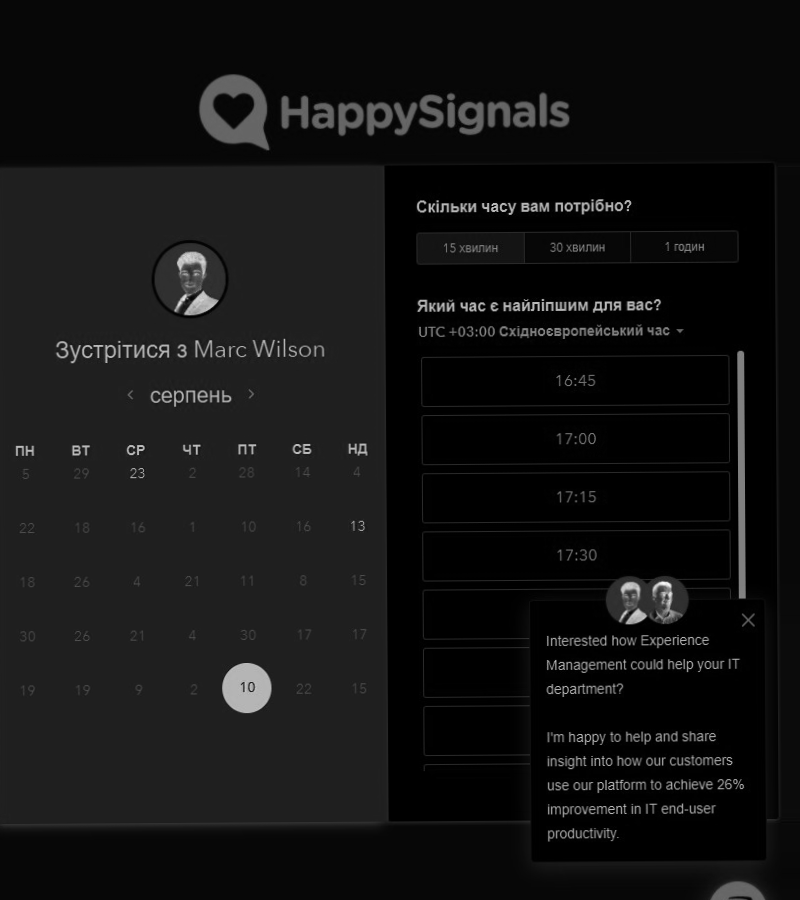 HappySignals
Зустрітися з Marc Wilson
серпень
ПН ВТ СР ЧТ ПТ СБ НД
5 29 23 2 28 14 4
22 18 16 1 10 16 13
18 26 4 21 11 8 15
30 26 21 4 30 17 17
19 19 9 2 10 22 15
Скільки часу вам потрібно?
15 хвилин 30 хвилин 1 годин
Який час є найліпшим для вас?
UTC +03:00 Східноєвропейський час
16:45
17:00
17:15
17:30
Interested how Experience
Management could help your IT
department?
I'm happy to help and share
insight into how our customers
use our platform to achieve 26%
improvement in IT end-user
productivity.